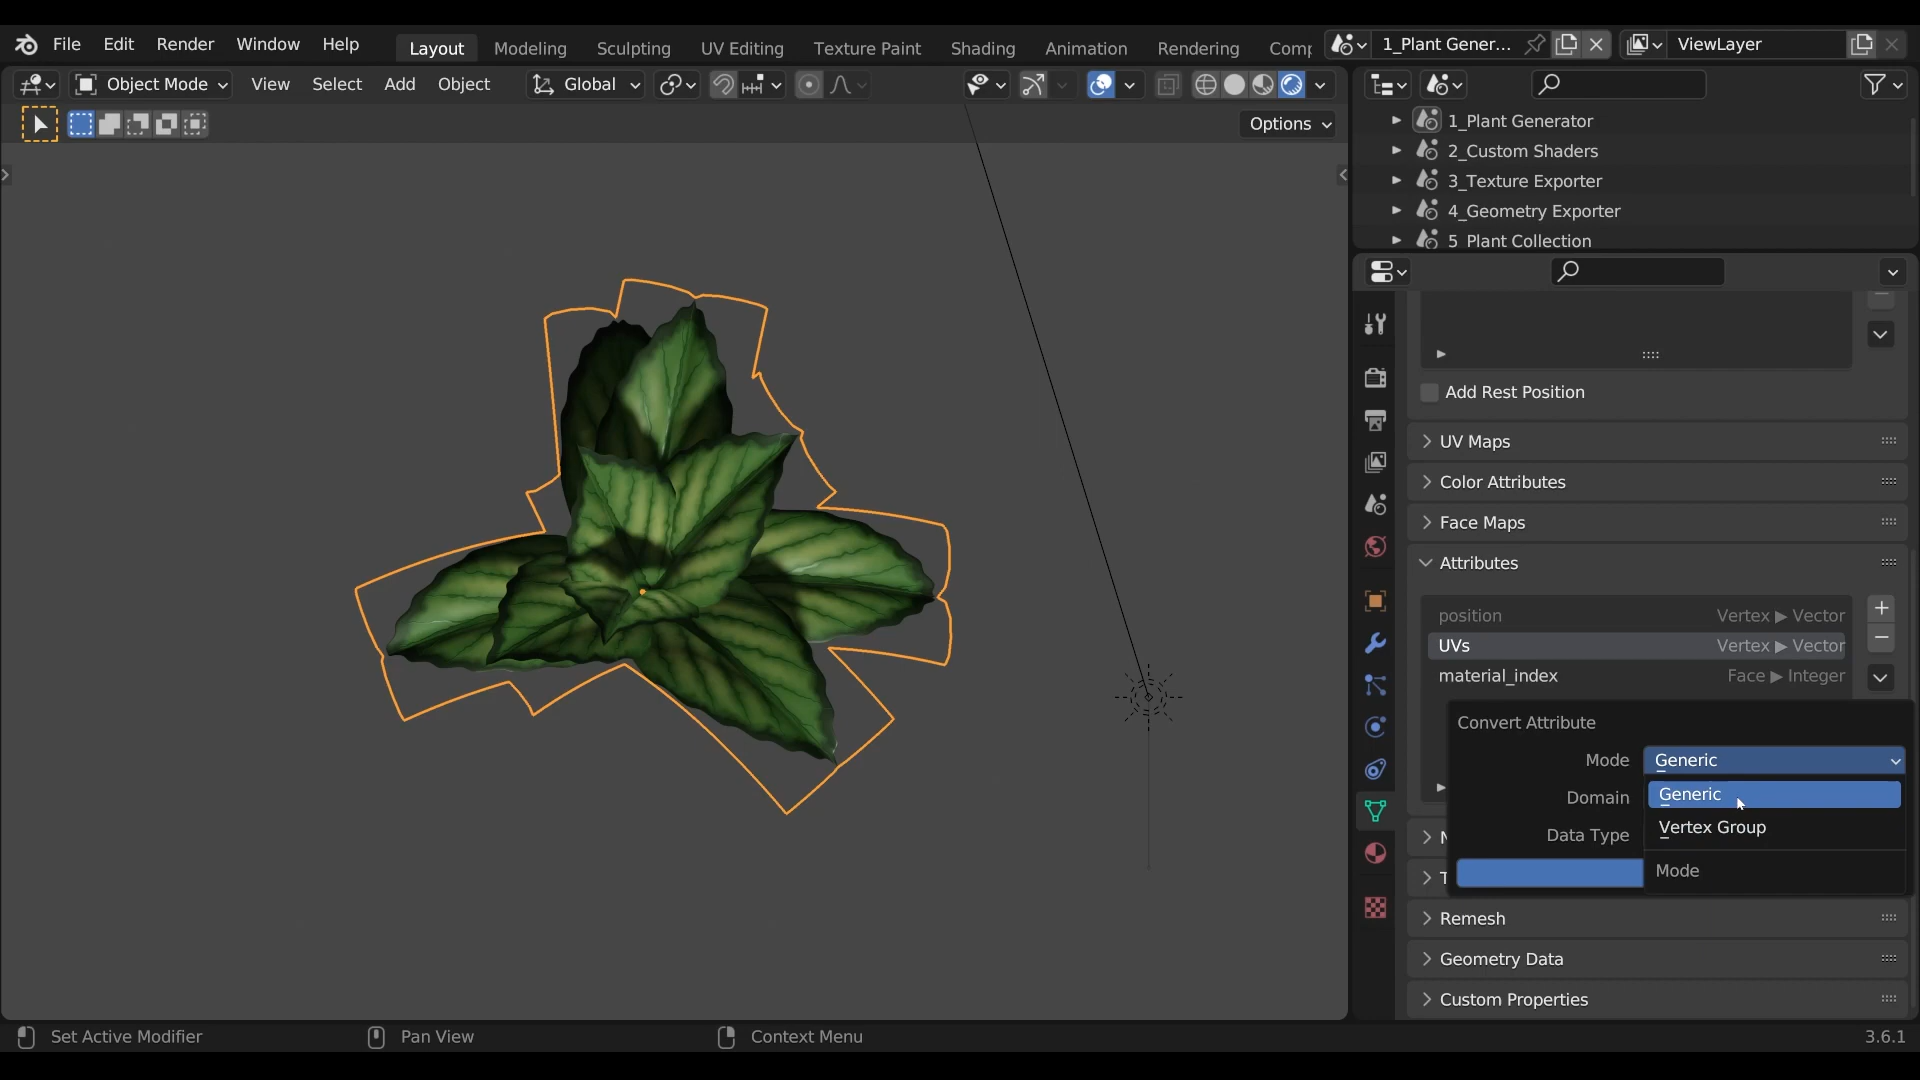 File Edit Render Window Help Layout Modeling Sculpting UV Editing Texture Paint Shading Animation Rendering Comp 1_Plant Gener... ViewLayer
Object Mode View Select Add Object Global
Options
1_Plant Generator
2_Custom Shaders
3_Texture Exporter
4_Geometry Exporter
5_Plant Collection
Add Rest Position
UV Maps
Color Attributes
Face Maps
Attributes
position Vertex ▶ Vector
UVs Vertex ▶ Vector
material_index Face ▶ Integer
Convert Attribute
Mode Generic
Domain Generic
Data Type Vertex Group
Mode
Remesh
Geometry Data
Custom Properties
Set Active Modifier Pan View Context Menu 3.6.1